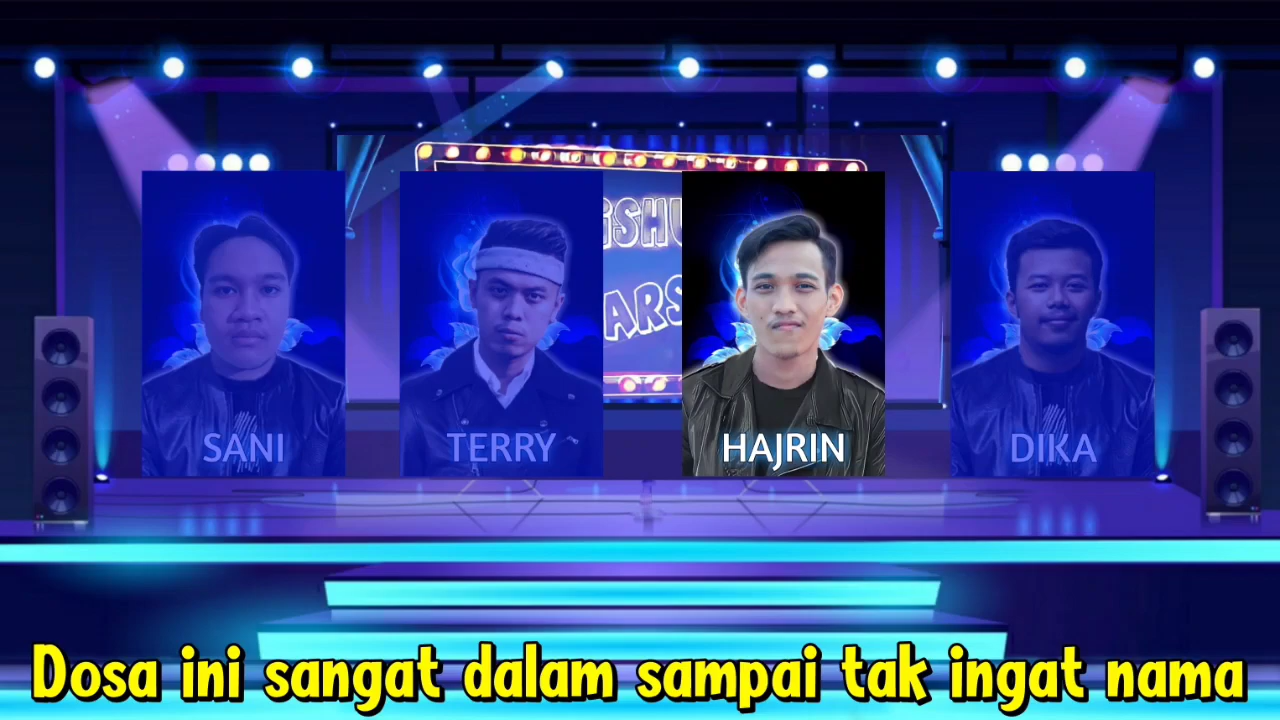 SANI
TERRY
HAJRIN
DIKA
Dosa ini sangat dalam sampai tak ingat nama